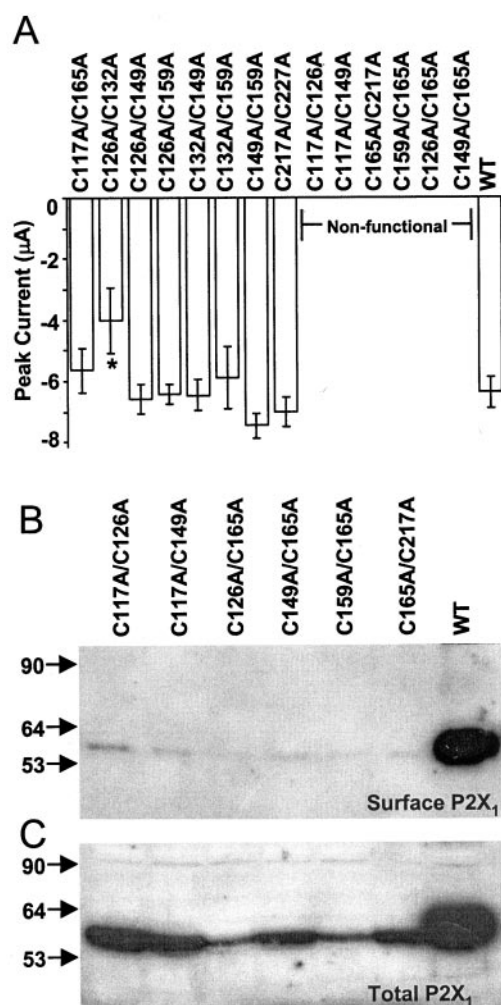 A
C117A/C165A
C126A/C132A
C126A/C149A
C126A/C159A
C132A/C149A
C132A/C159A
C149A/C159A
C217A/C227A
C117A/C126A
C117A/C149A
C165A/C217A
C159A/C165A
C126A/C165A
C149A/C165A
WT
Peak Current (µA)
0
-2
-4
-6
-8
Non-functional
*
B
C117A/C126A
C117A/C149A
C126A/C165A
C149A/C165A
C159A/C165A
C165A/C217A
WT
90
64
53
Surface P2X1
C
90
64
53
Total P2X1